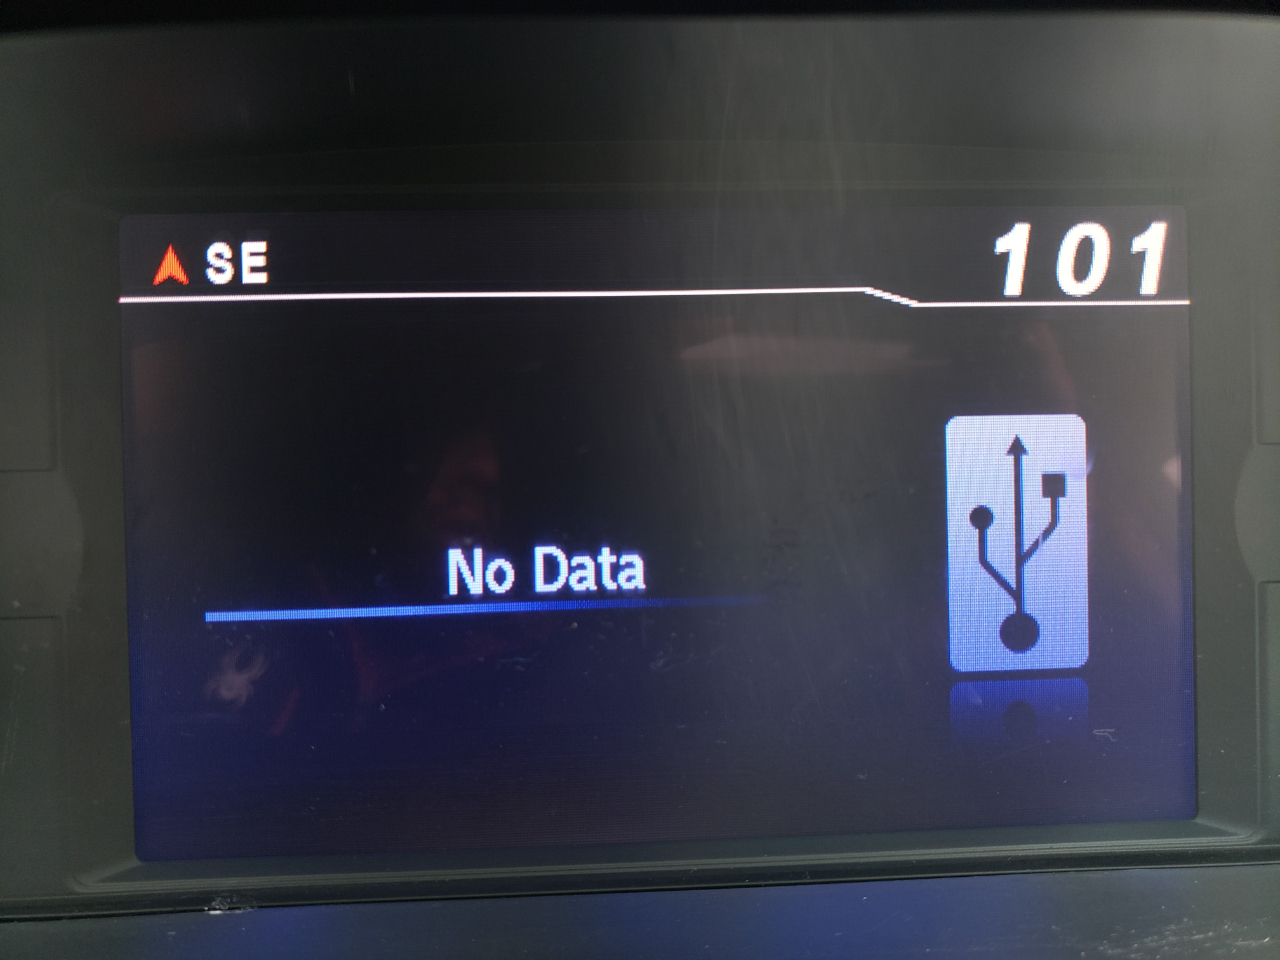 SE
101
No Data